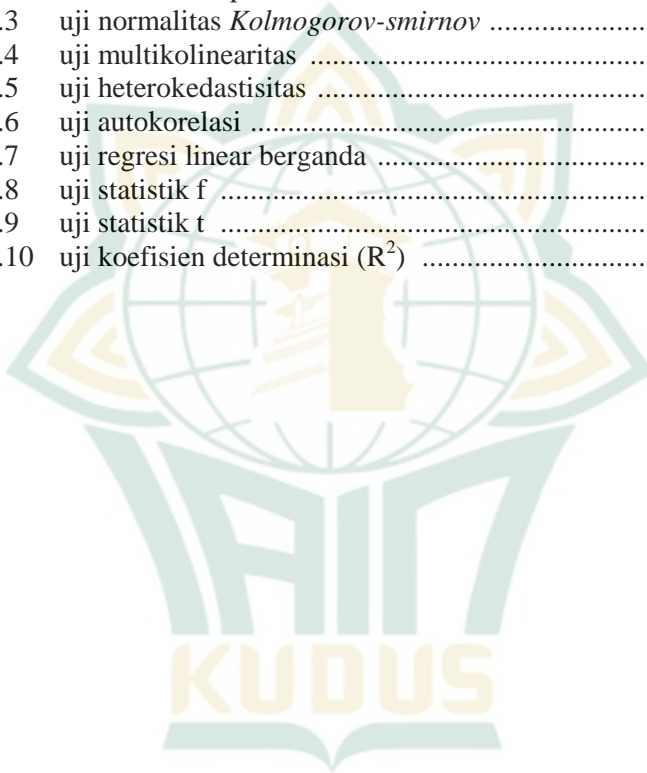 .3 uji normalitas Kolmogorov-smirnov ........................
.4 uji multikolinearitas ................................................
.5 uji heterokedastisitas ...............................................
.6 uji autokorelasi .........................................................
.7 uji regresi linear berganda ........................................
.8 uji statistik f ..............................................................
.9 uji statistik t ..............................................................
.10 uji koefisien determinasi (R²) ................................
IAIN
KUDUS